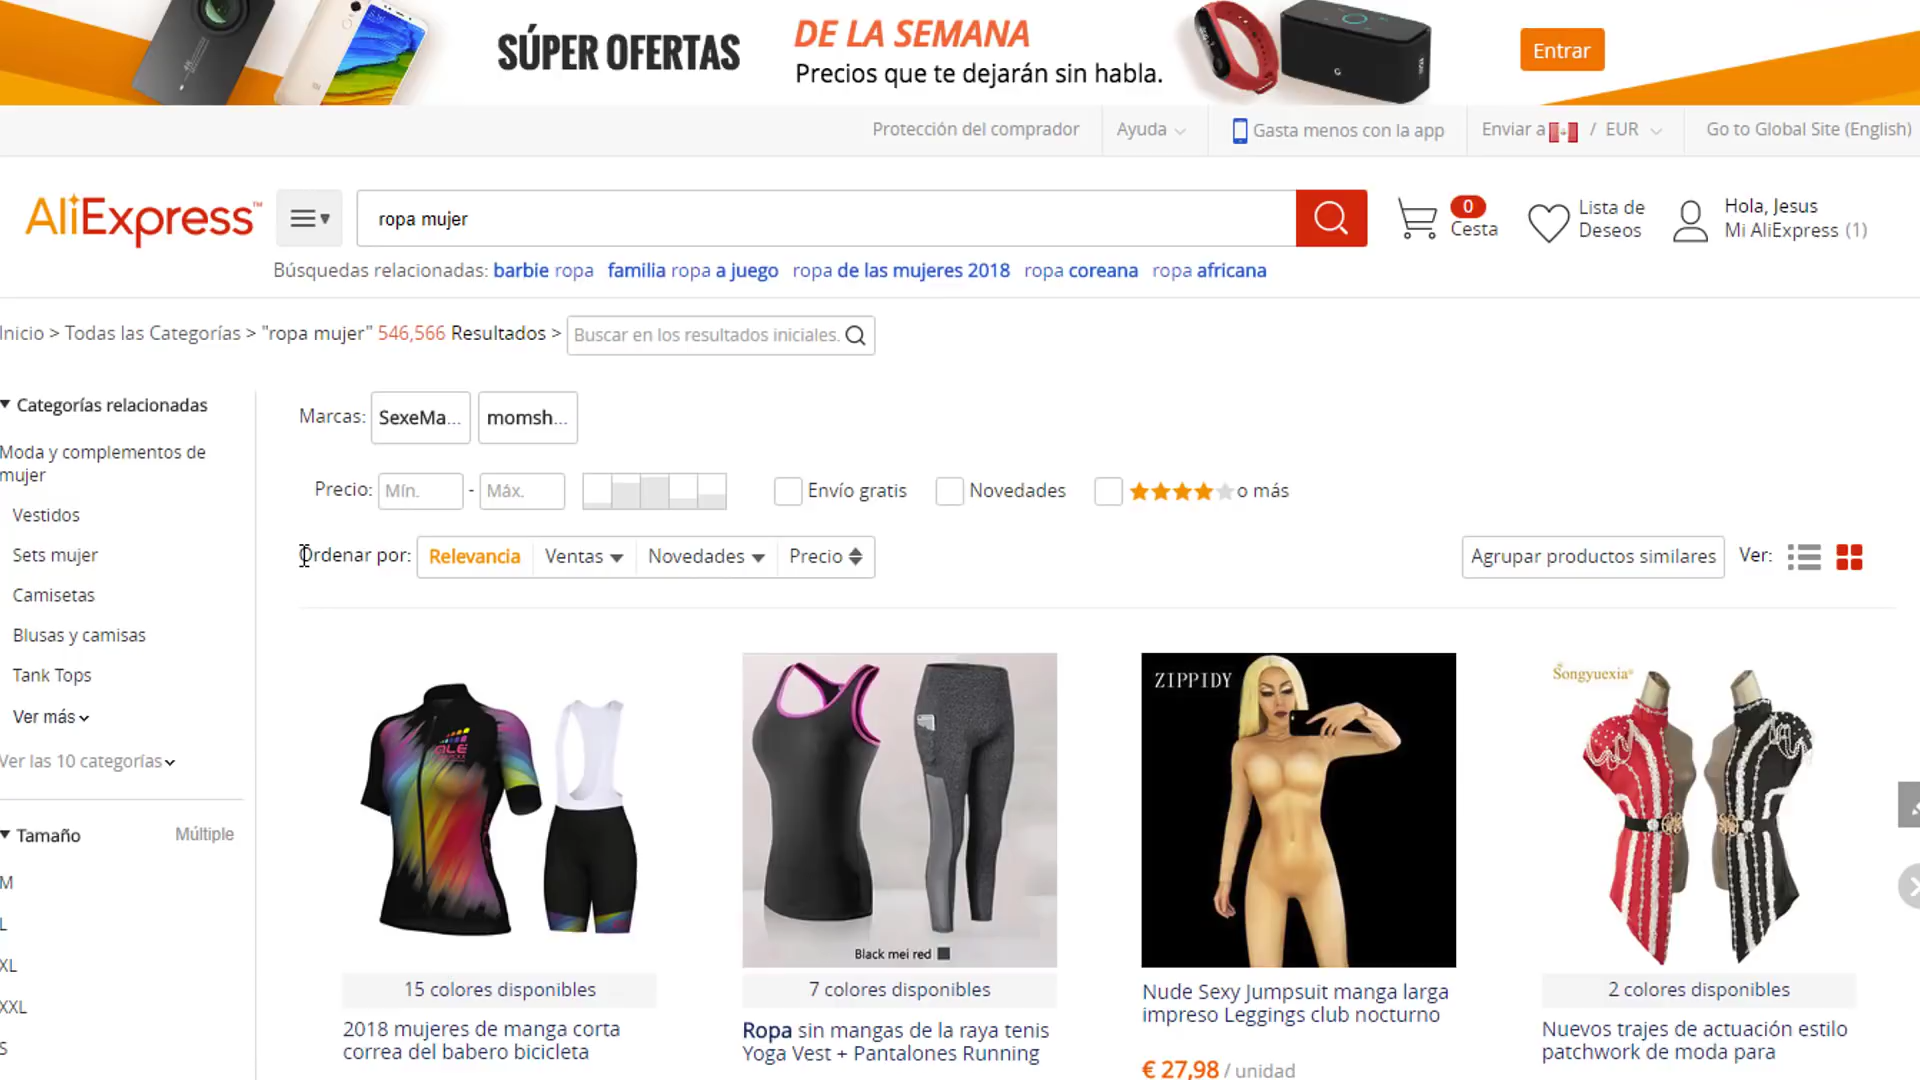 SÚPER OFERTAS
DE LA SEMANA
Precios que te dejarán sin habla.
Entrar
Protección del comprador
Ayuda
Gasta menos con la app
Enviar a / EUR
Go to Global Site (English)
AliExpress™
ropa mujer
0
Cesta
Lista de
Deseos
Hola, Jesus
Mi AliExpress (1)
Búsquedas relacionadas: barbie ropa familia ropa a juego ropa de las mujeres 2018 ropa coreana ropa africana
Inicio > Todas las Categorías > "ropa mujer" 546,566 Resultados >
Buscar en los resultados iniciales.
Categorías relacionadas
Moda y complementos de
mujer
Vestidos
Sets mujer
Camisetas
Blusas y camisas
Tank Tops
Ver más
Ver las 10 categorías
Tamaño Múltiple
M
L
XL
XXL
S
Marcas: SexeMa... momsh...
Precio: Mín. - Máx. Envío gratis Novedades o más
Ordenar por: Relevancia Ventas Novedades Precio
Agrupar productos similares Ver:
ALE
15 colores disponibles
2018 mujeres de manga corta
correa del babero bicicleta
Black mei red
7 colores disponibles
Ropa sin mangas de la raya tenis
Yoga Vest + Pantalones Running
ZIPPIDY
Nude Sexy Jumpsuit manga larga
impreso Leggings club nocturno
€ 27,98 / unidad
Songyuexia®
2 colores disponibles
Nuevos trajes de actuación estilo
patchwork de moda para